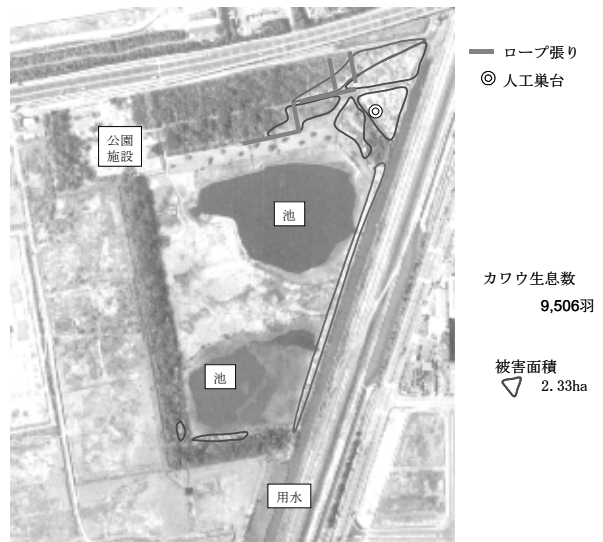 ロープ張り
人工巣台
公園
施設
池
カワウ生息数
9,506羽
被害面積
2.33ha
池
用水